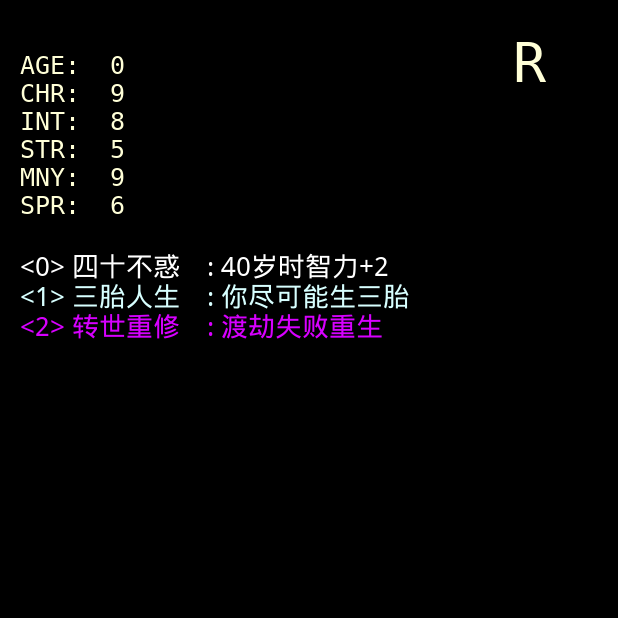 R
AGE: 0
CHR: 9
INT: 8
STR: 5
MNY: 9
SPR: 6
<0> 四十不惑 : 40岁时智力+2
<1> 三胎人生 : 你尽可能生三胎
<2> 转世重修 : 渡劫失败重生